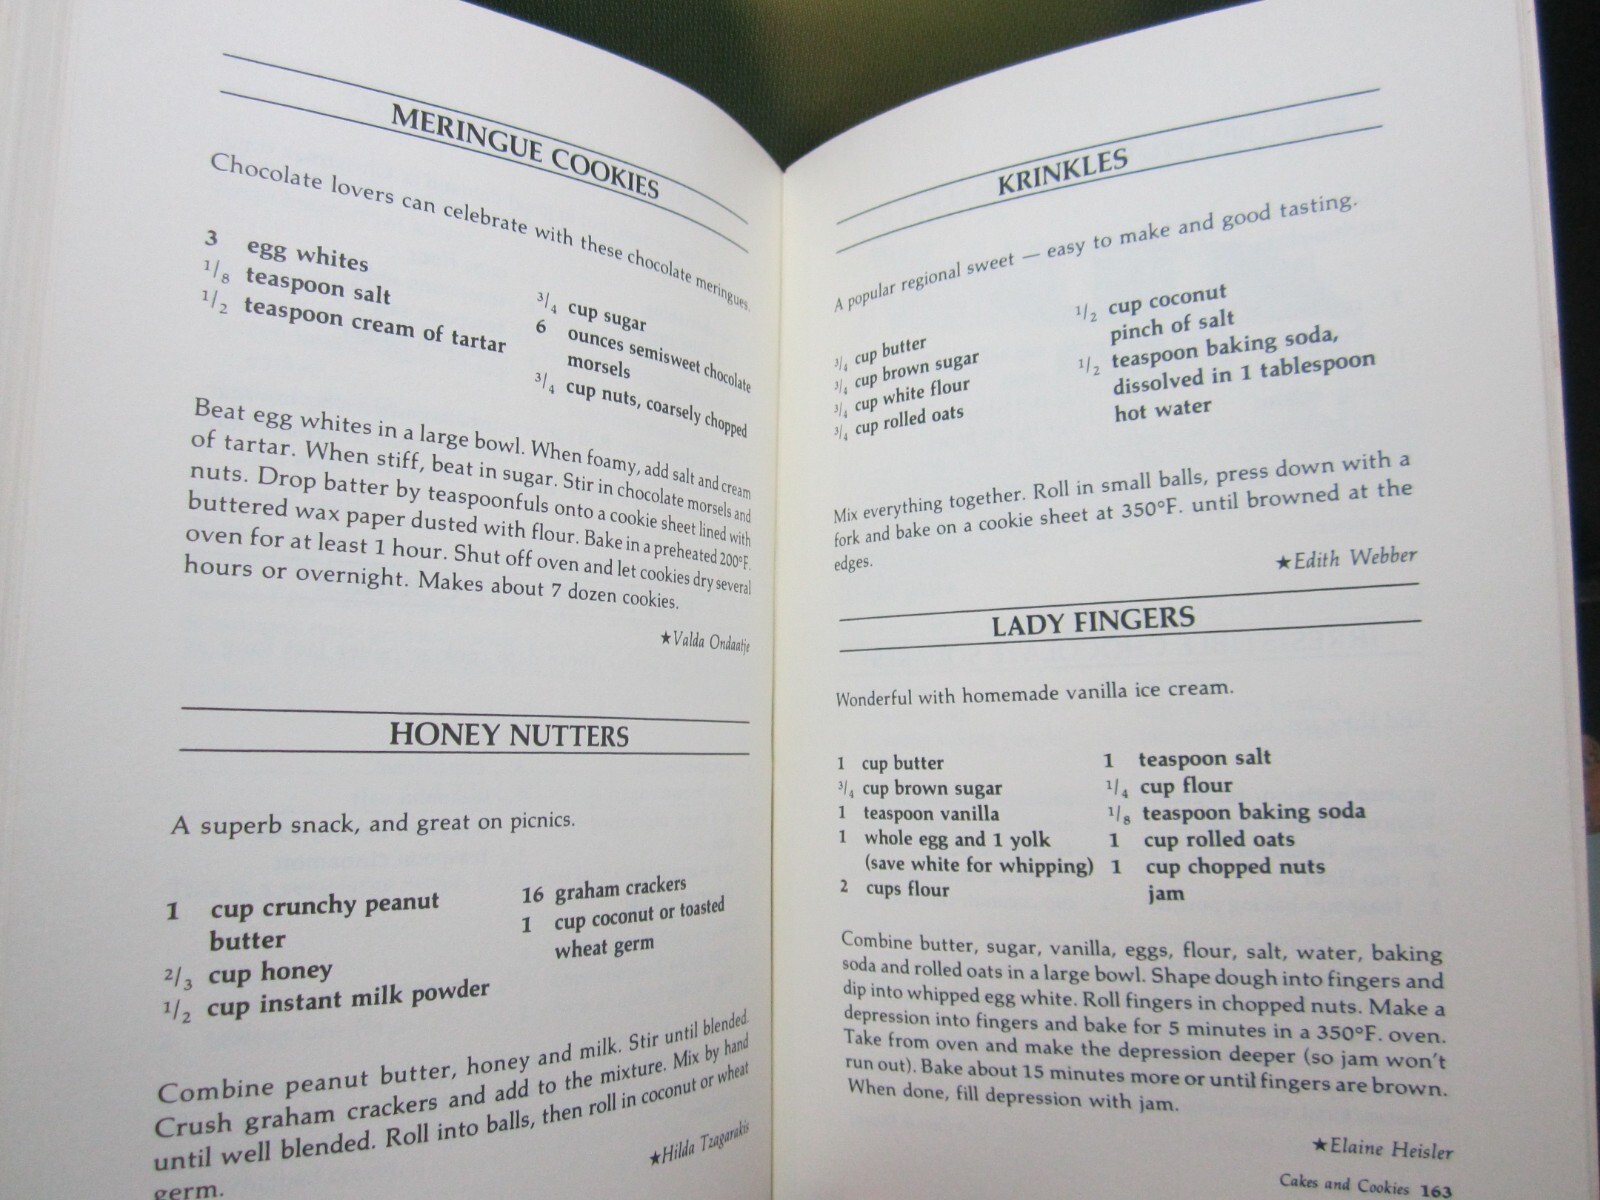 MERINGUE COOKIES
Chocolate lovers can celebrate with these chocolate meringues.
3 egg whites
1/8 teaspoon salt
1/2 teaspoon cream of tartar
3/4 cup sugar
6 ounces semisweet chocolate
morsels
3/4 cup nuts, coarsely chopped
Beat egg whites in a large bowl. When foamy, add salt and cream
of tartar. When stiff, beat in sugar. Stir in chocolate morsels and
nuts. Drop batter by teaspoonfuls onto a cookie sheet lined with
buttered wax paper dusted with flour. Bake in a preheated 200°F.
oven for at least 1 hour. Shut off oven and let cookies dry several
hours or overnight. Makes about 7 dozen cookies.
★Valda Ondaatje
HONEY NUTTERS
A superb snack, and great on picnics.
1 cup crunchy peanut
butter
2/3 cup honey
1/2 cup instant milk powder
16 graham crackers
1 cup coconut or toasted
wheat germ
Combine peanut butter, honey and milk. Stir until blended.
Crush graham crackers and add to the mixture. Mix by hand
until well blended. Roll into balls, then roll in coconut or wheat
germ.
★Hilda Tzagarakis
KRINKLES
A popular regional sweet — easy to make and good tasting.
3/4 cup butter
3/4 cup brown sugar
3/4 cup white flour
3/4 cup rolled oats
1/2 cup coconut
pinch of salt
1/2 teaspoon baking soda,
dissolved in 1 tablespoon
hot water
Mix everything together. Roll in small balls, press down with a
fork and bake on a cookie sheet at 350°F. until browned at the
edges.
★Edith Webber
LADY FINGERS
Wonderful with homemade vanilla ice cream.
1 cup butter
3/4 cup brown sugar
1 teaspoon vanilla
1 whole egg and 1 yolk
(save white for whipping)
2 cups flour
1 teaspoon salt
1/4 cup flour
1/8 teaspoon baking soda
1 cup rolled oats
1 cup chopped nuts
jam
Combine butter, sugar, vanilla, eggs, flour, salt, water, baking
soda and rolled oats in a large bowl. Shape dough into fingers and
dip into whipped egg white. Roll fingers in chopped nuts. Make a
depression into fingers and bake for 5 minutes in a 350°F. oven.
Take from oven and make the depression deeper (so jam won't
run out). Bake about 15 minutes more or until fingers are brown.
When done, fill depression with jam.
★Elaine Heisler
Cakes and Cookies 163